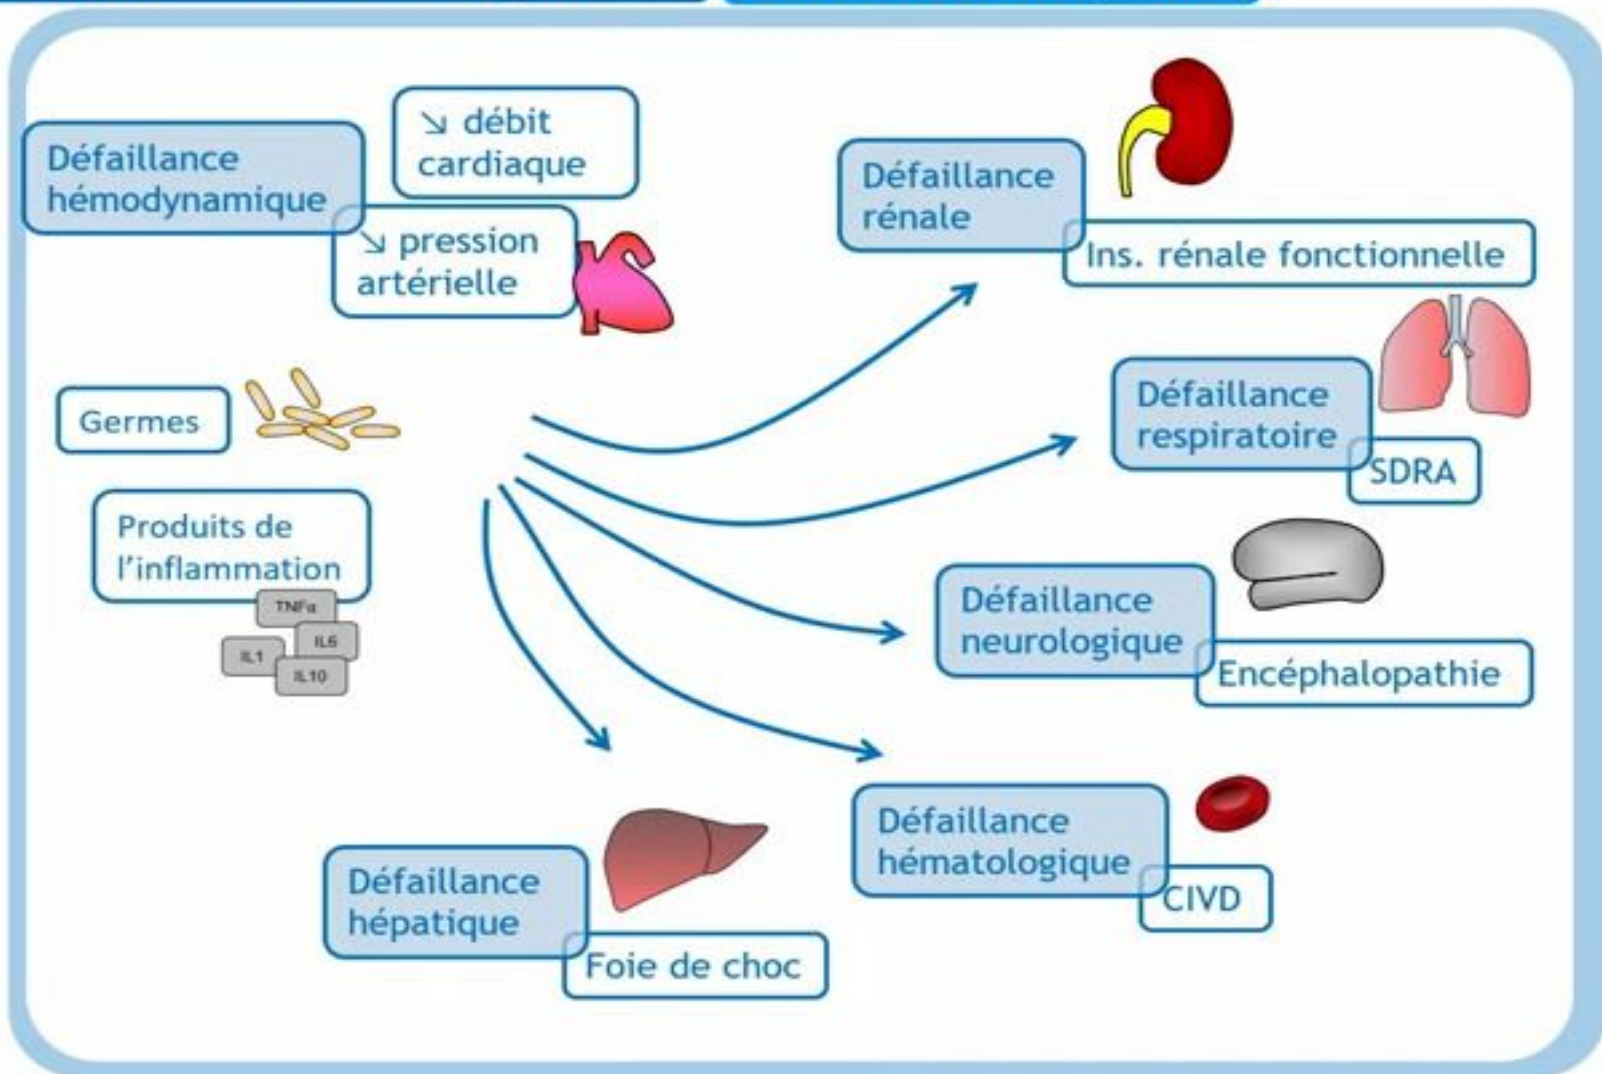 Défaillance
hémodynamique
↘ débit
cardiaque
↘ pression
artérielle
Germes
Produits de
l'inflammation
TNFα
IL6
IL1
IL10
Défaillance
rénale
Ins. rénale fonctionnelle
Défaillance
respiratoire
SDRA
Défaillance
neurologique
Encéphalopathie
Défaillance
hématologique
CIVD
Défaillance
hépatique
Foie de choc